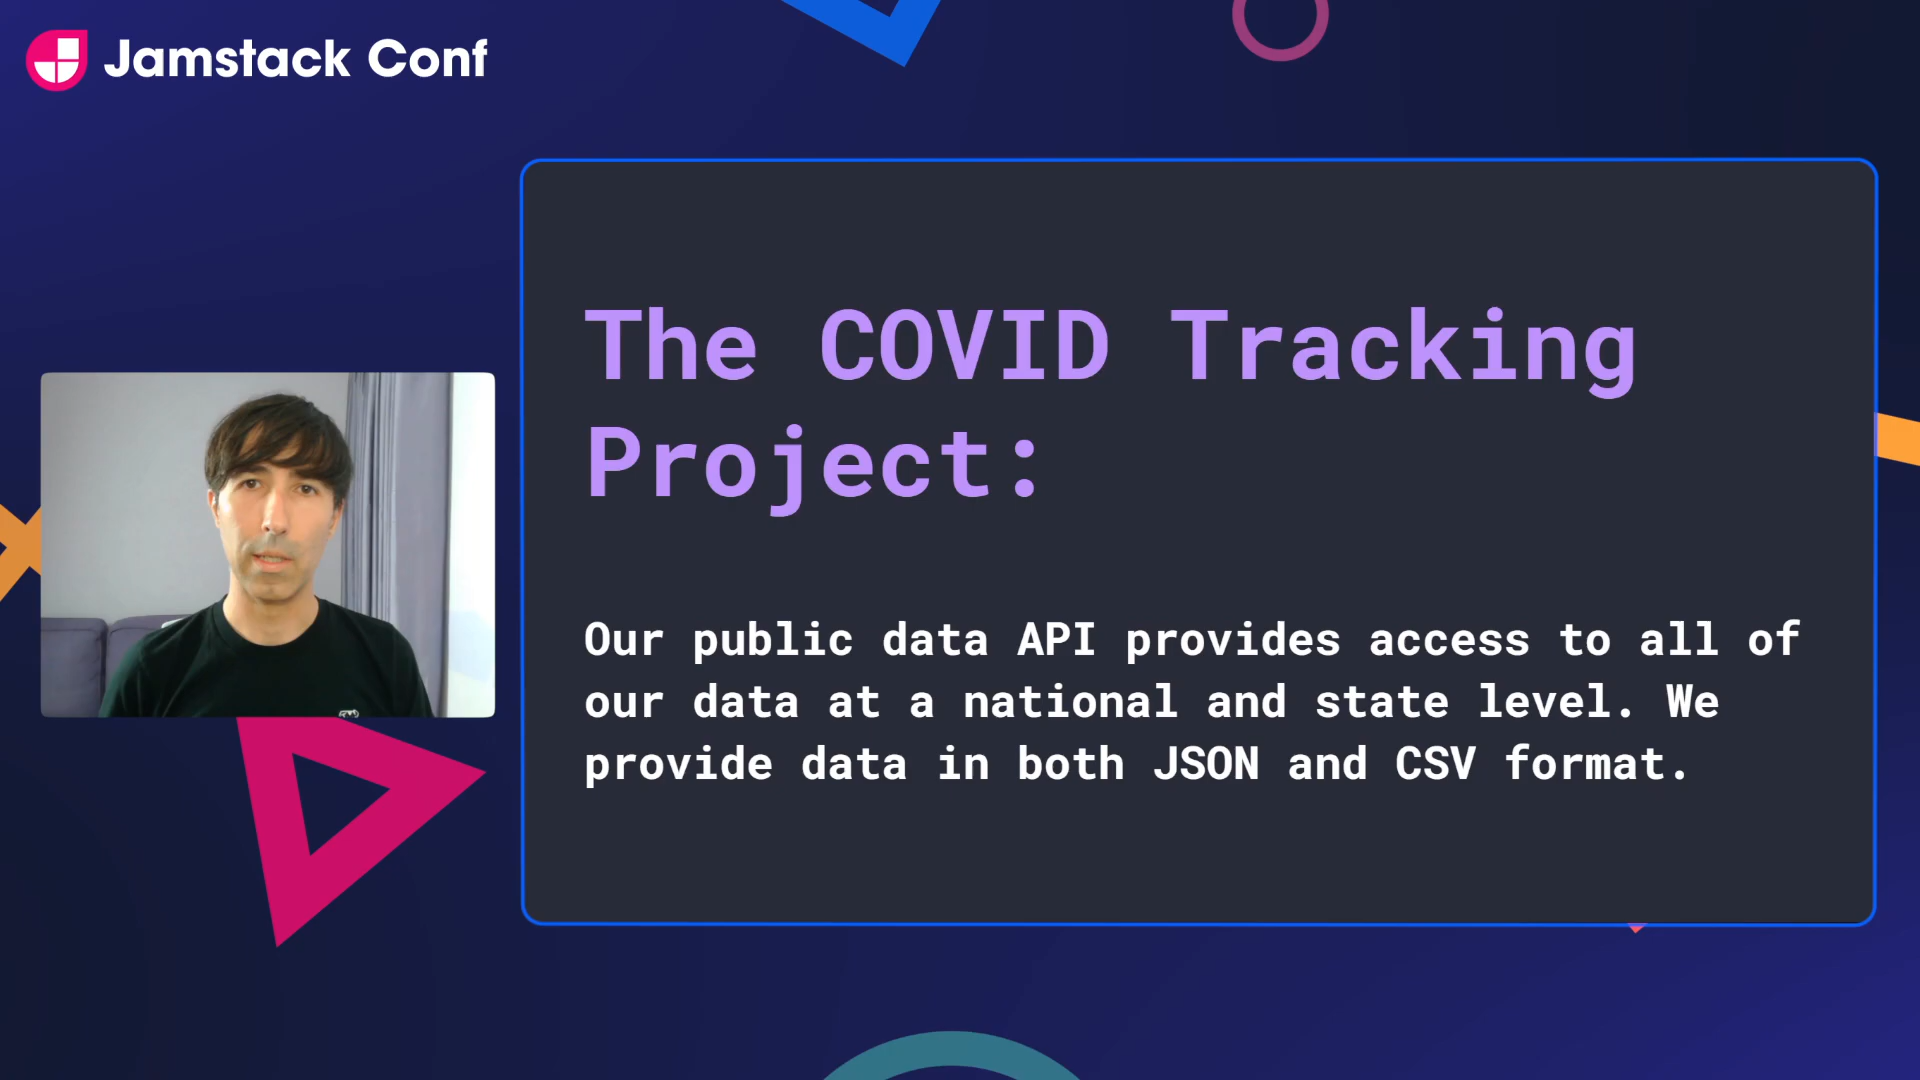 Jamstack Conf
The COVID Tracking
Project:
Our public data API provides access to all of
our data at a national and state level. We
provide data in both JSON and CSV format.